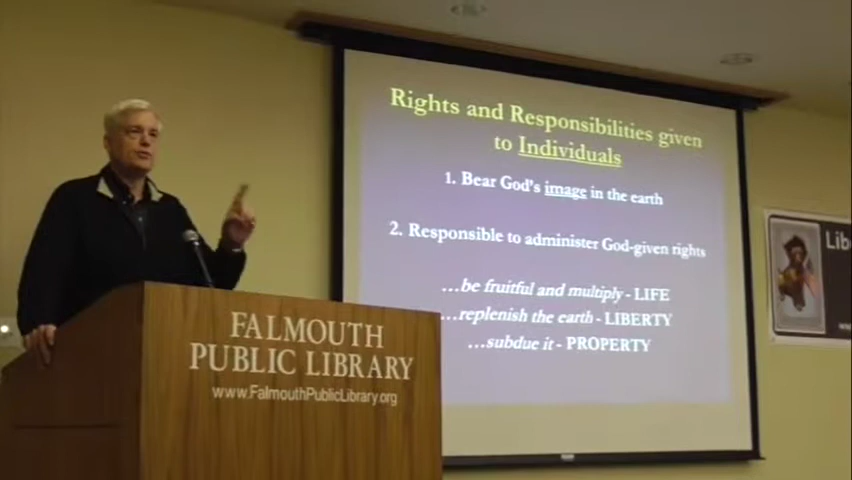 Rights and Responsibilities given
to Individuals
1. Bear God's image in the earth
2. Responsible to administer God-given rights
...be fruitful and multiply - LIFE
...replenish the earth - LIBERTY
...subdue it - PROPERTY
FALMOUTH
PUBLIC LIBRARY
www.FalmouthPublicLibrary.org